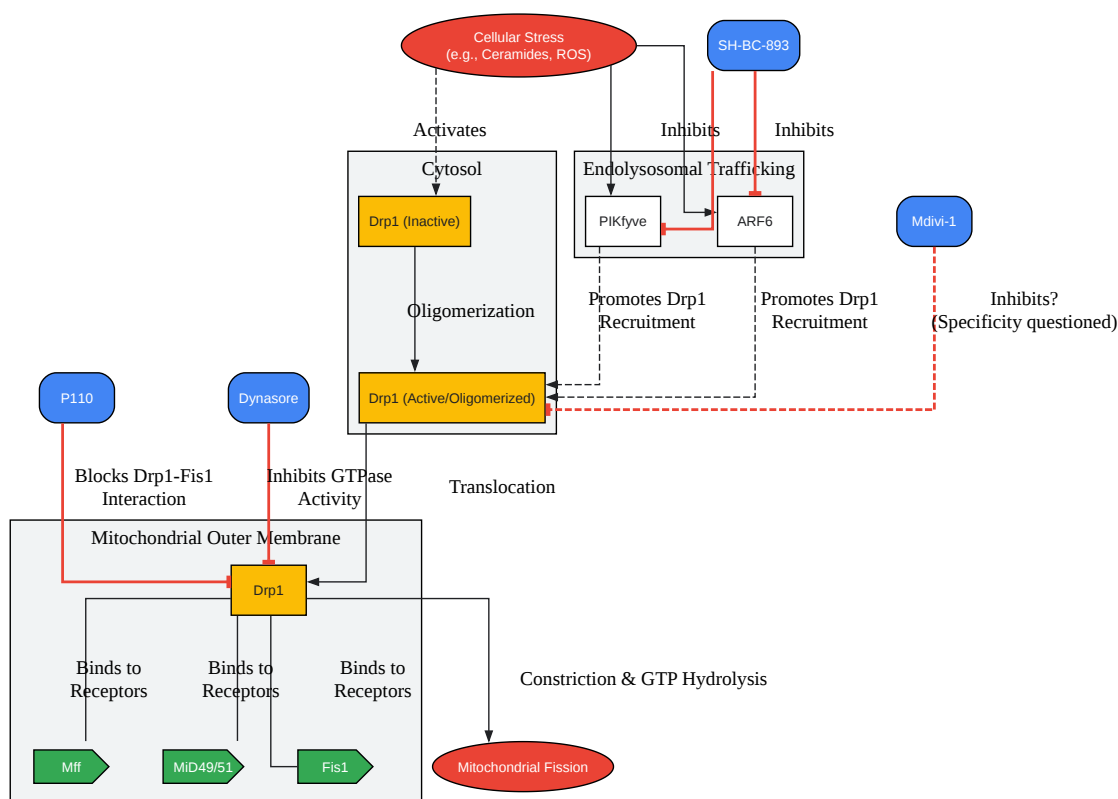 Cellular Stress
(e.g., Ceramides, ROS)
SH-BC-893
Activates
Inhibits
Inhibits
Cytosol
Endolysosomal Trafficking
Drp1 (Inactive)
PIKfyve
ARF6
Mdivi-1
Oligomerization
Promotes Drp1
Recruitment
Promotes Drp1
Recruitment
Inhibits?
(Specificity questioned)
P110
Dynasore
Drp1 (Active/Oligomerized)
Blocks Drp1-Fis1
Interaction
Inhibits GTPase
Activity
Translocation
Mitochondrial Outer Membrane
Drp1
Binds to
Receptors
Binds to
Receptors
Binds to
Receptors
Constriction & GTP Hydrolysis
Mff
MiD49/51
Fis1
Mitochondrial Fission